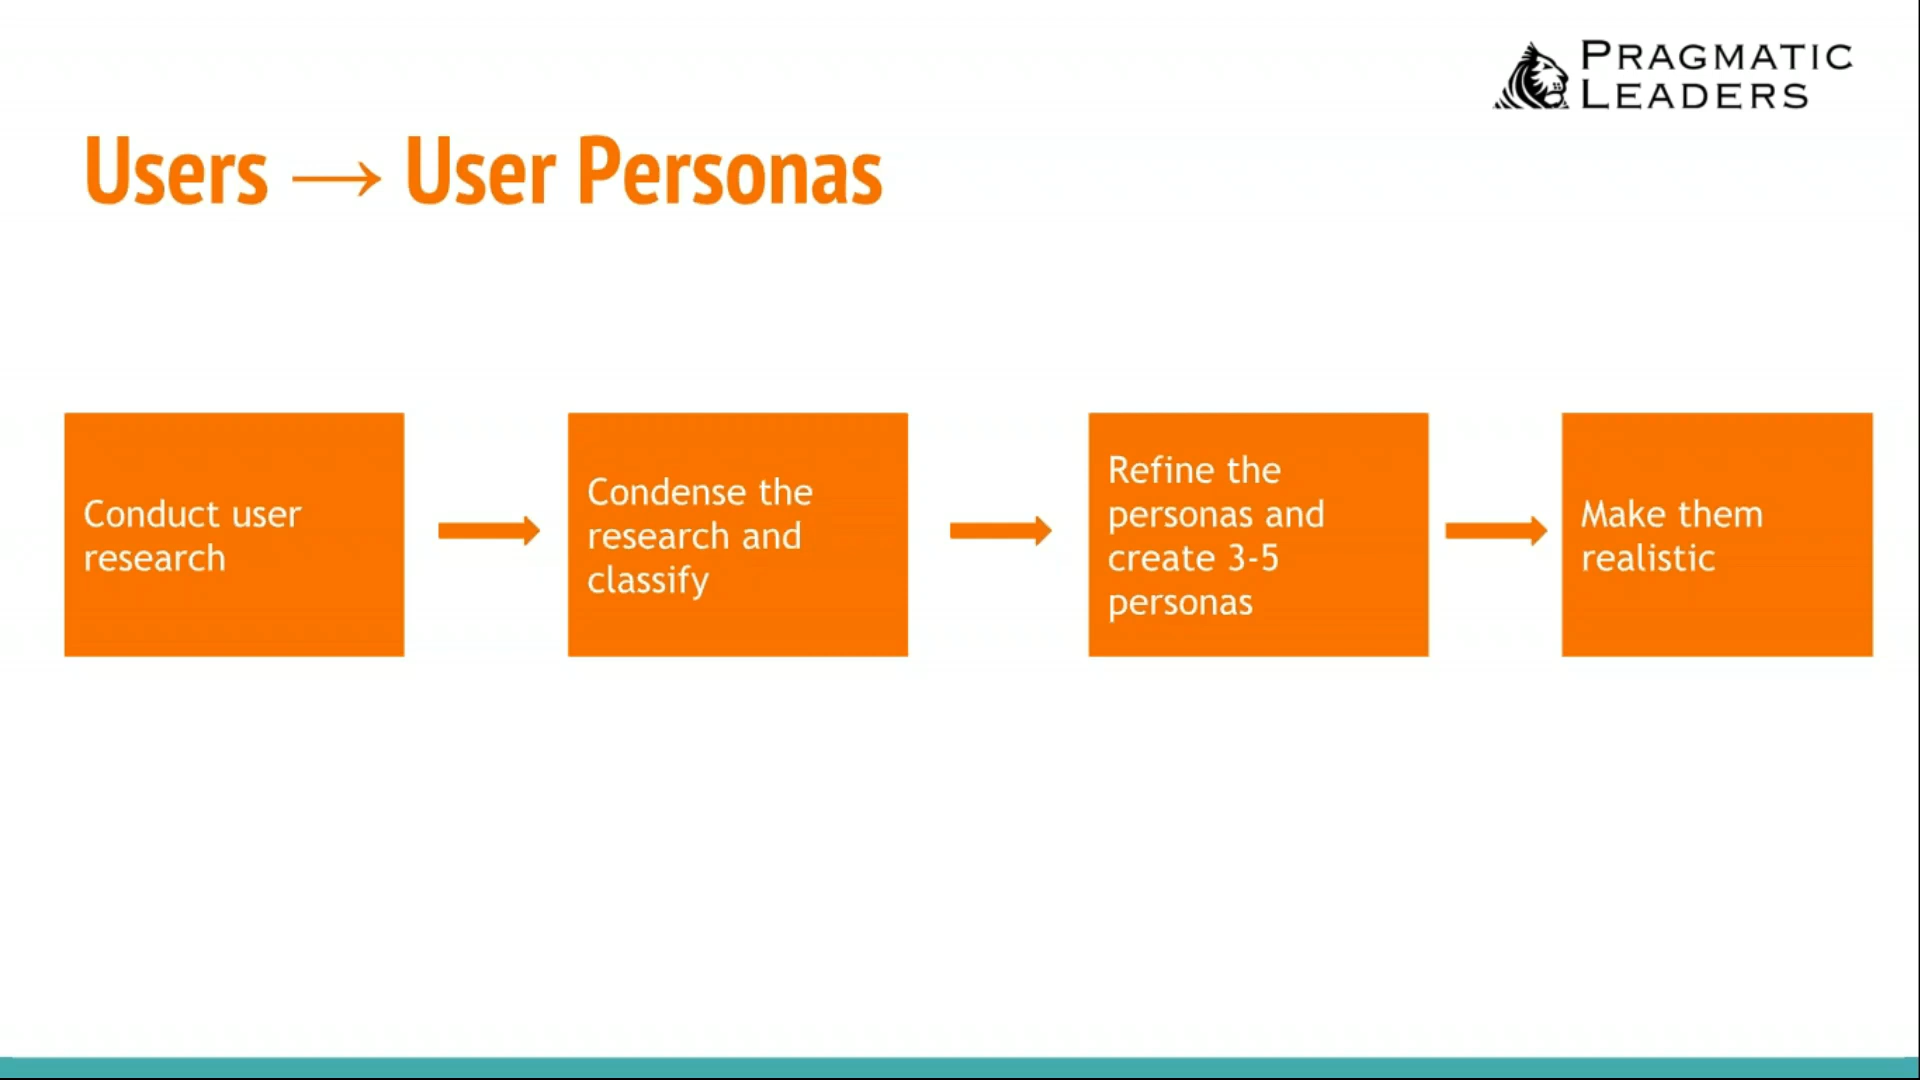 PRAGMATIC
LEADERS
Users → User Personas
Conduct user
research
Condense the
research and
classify
Refine the
personas and
create 3-5
personas
Make them
realistic